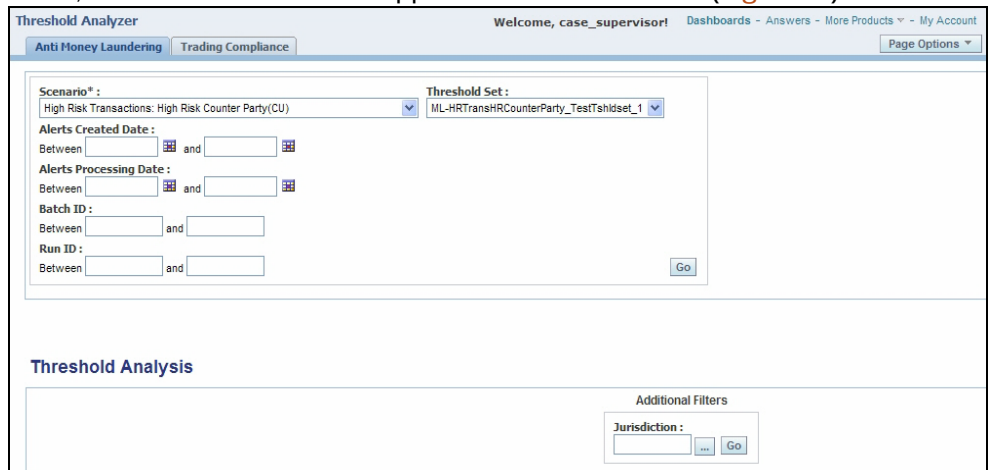 Threshold Analyzer
Welcome, case_supervisor! Dashboards - Answers - More Products - My Account
Anti Money Laundering Trading Compliance Page Options
Scenario* : Threshold Set :
High Risk Transactions: High Risk Counter Party(CU) ML-HRTransHRCounterParty_TestTshldset_1
Alerts Created Date :
Between and
Alerts Processing Date :
Between and
Batch ID :
Between and
Run ID :
Between and Go
Threshold Analysis
Additional Filters
Jurisdiction :
... Go